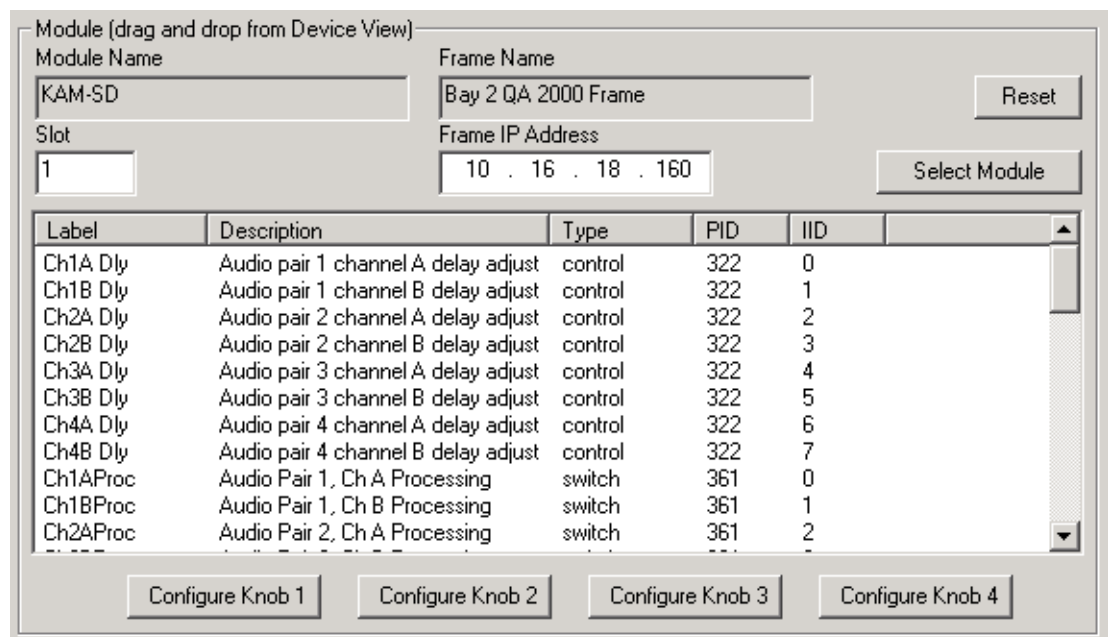 Module (drag and drop from Device View)
Module Name Frame Name
KAM-SD Bay 2 QA 2000 Frame Reset
Slot Frame IP Address
1 10 . 16 . 18 . 160 Select Module
Label Description Type PID IID
Ch1A Dly Audio pair 1 channel A delay adjust control 322 0
Ch1B Dly Audio pair 1 channel B delay adjust control 322 1
Ch2A Dly Audio pair 2 channel A delay adjust control 322 2
Ch2B Dly Audio pair 2 channel B delay adjust control 322 3
Ch3A Dly Audio pair 3 channel A delay adjust control 322 4
Ch3B Dly Audio pair 3 channel B delay adjust control 322 5
Ch4A Dly Audio pair 4 channel A delay adjust control 322 6
Ch4B Dly Audio pair 4 channel B delay adjust control 322 7
Ch1AProc Audio Pair 1, Ch A Processing switch 361 0
Ch1BProc Audio Pair 1, Ch B Processing switch 361 1
Ch2AProc Audio Pair 2, Ch A Processing switch 361 2
Configure Knob 1 Configure Knob 2 Configure Knob 3 Configure Knob 4